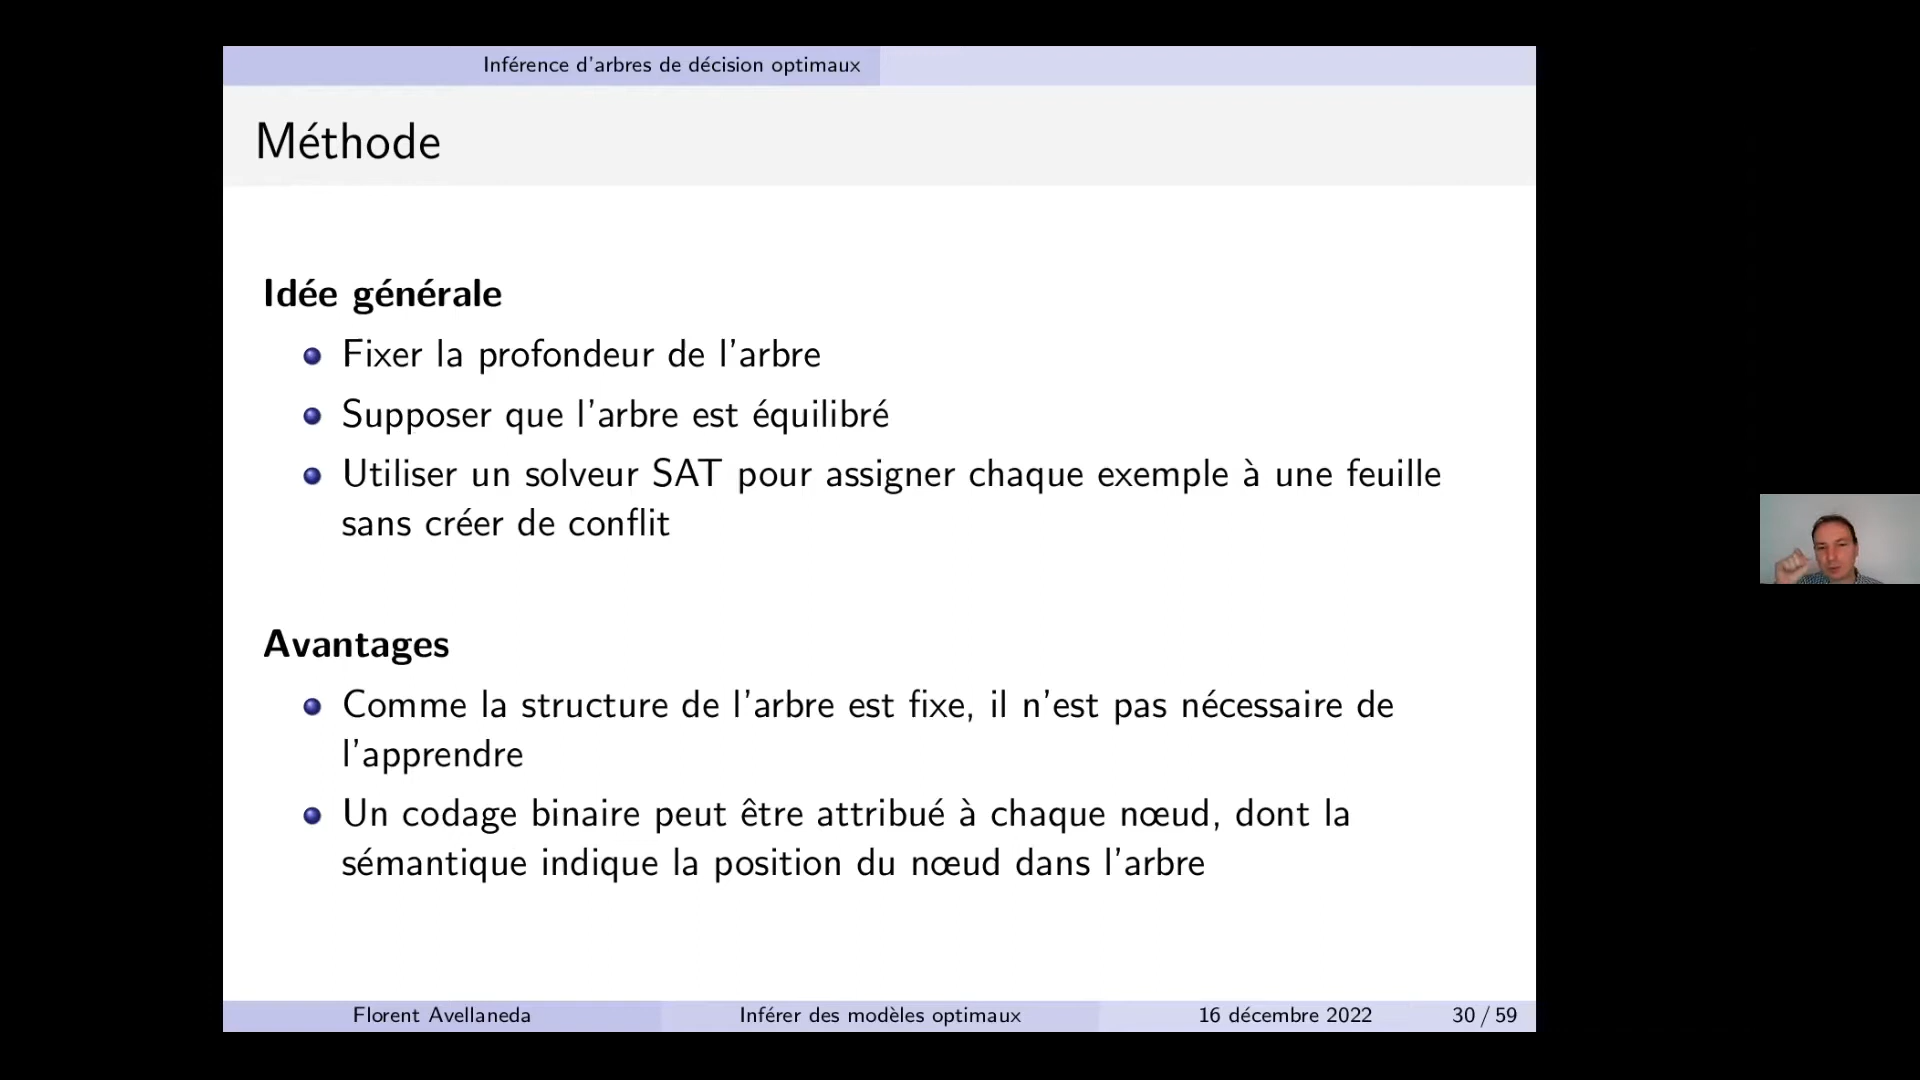 Inférence d'arbres de décision optimaux
Méthode
Idée générale
Fixer la profondeur de l'arbre
Supposer que l'arbre est équilibré
Utiliser un solveur SAT pour assigner chaque exemple à une feuille
sans créer de conflit
Avantages
Comme la structure de l'arbre est fixe, il n'est pas nécessaire de
l'apprendre
Un codage binaire peut être attribué à chaque nœud, dont la
sémantique indique la position du nœud dans l'arbre
Florent Avellaneda
Inférer des modèles optimaux
16 décembre 2022
30 / 59